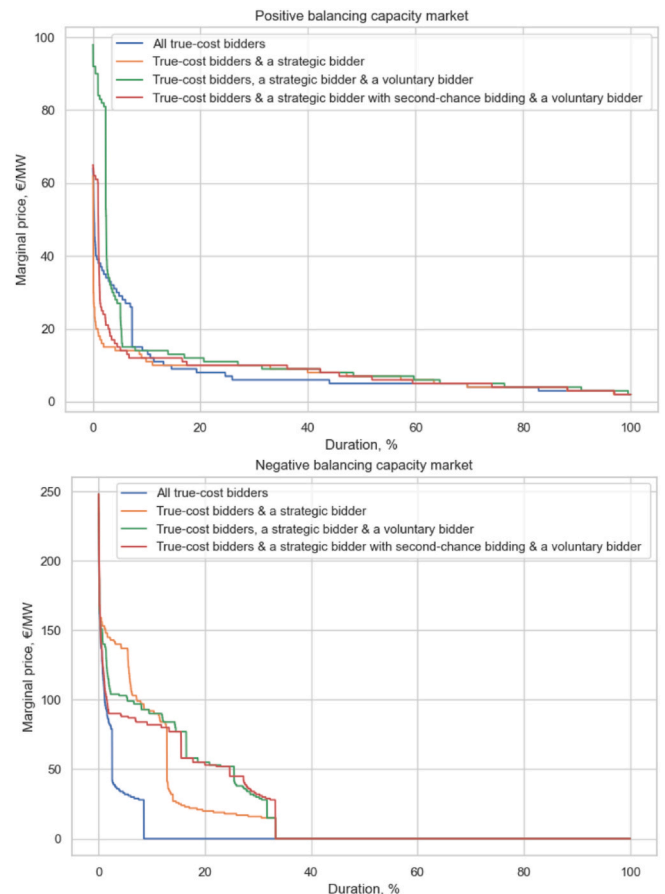 Positive balancing capacity market
100
80
60
40
20
0
Marginal price, €/MW
All true-cost bidders
True-cost bidders & a strategic bidder
True-cost bidders, a strategic bidder & a voluntary bidder
True-cost bidders & a strategic bidder with second-chance bidding & a voluntary bidder
0 20 40 60 80 100
Duration, %
Negative balancing capacity market
250
200
150
100
50
0
Marginal price, €/MW
All true-cost bidders
True-cost bidders & a strategic bidder
True-cost bidders, a strategic bidder & a voluntary bidder
True-cost bidders & a strategic bidder with second-chance bidding & a voluntary bidder
0 20 40 60 80 100
Duration, %